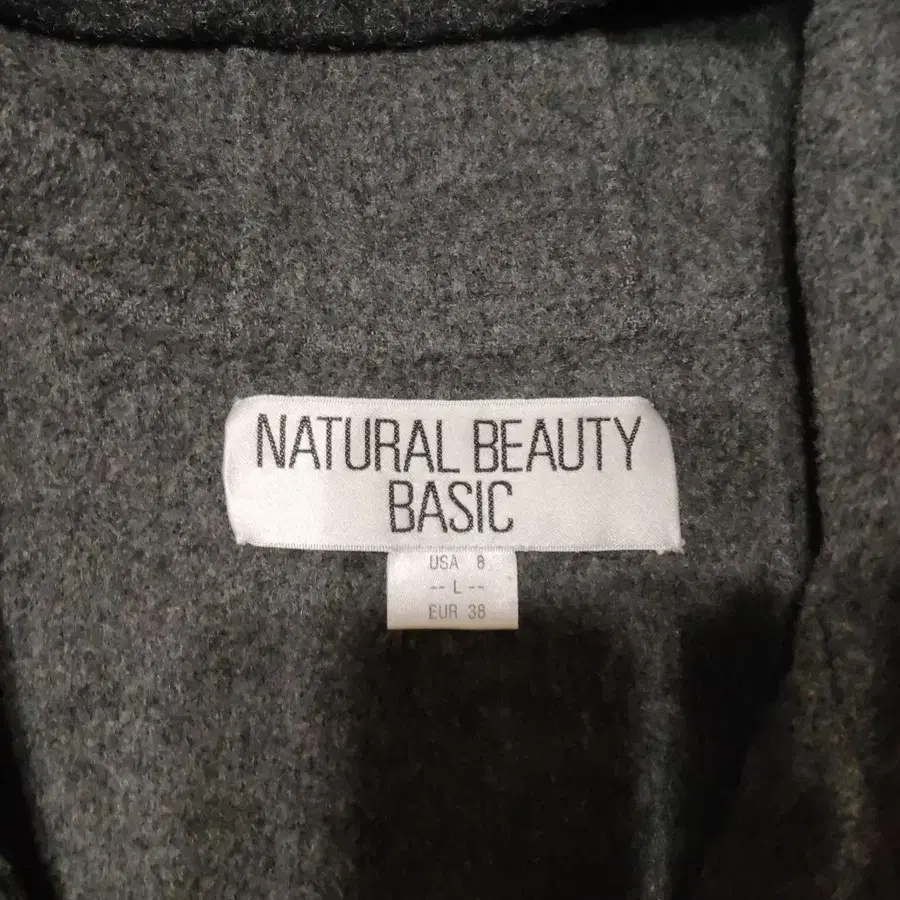 NATURAL BEAUTY
BASIC
USA 8
-- L --
EUR 38